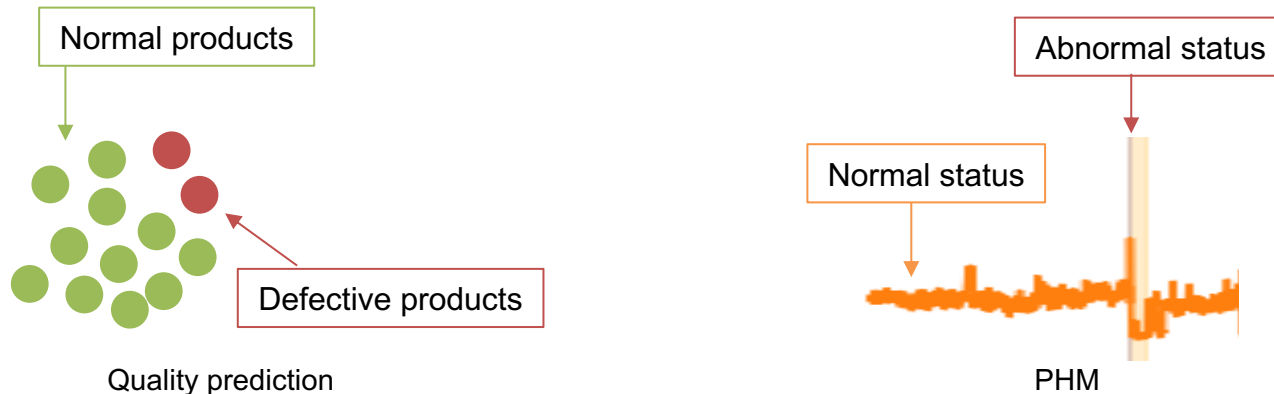 Normal products
Abnormal status
Normal status
Defective products
Quality prediction
PHM